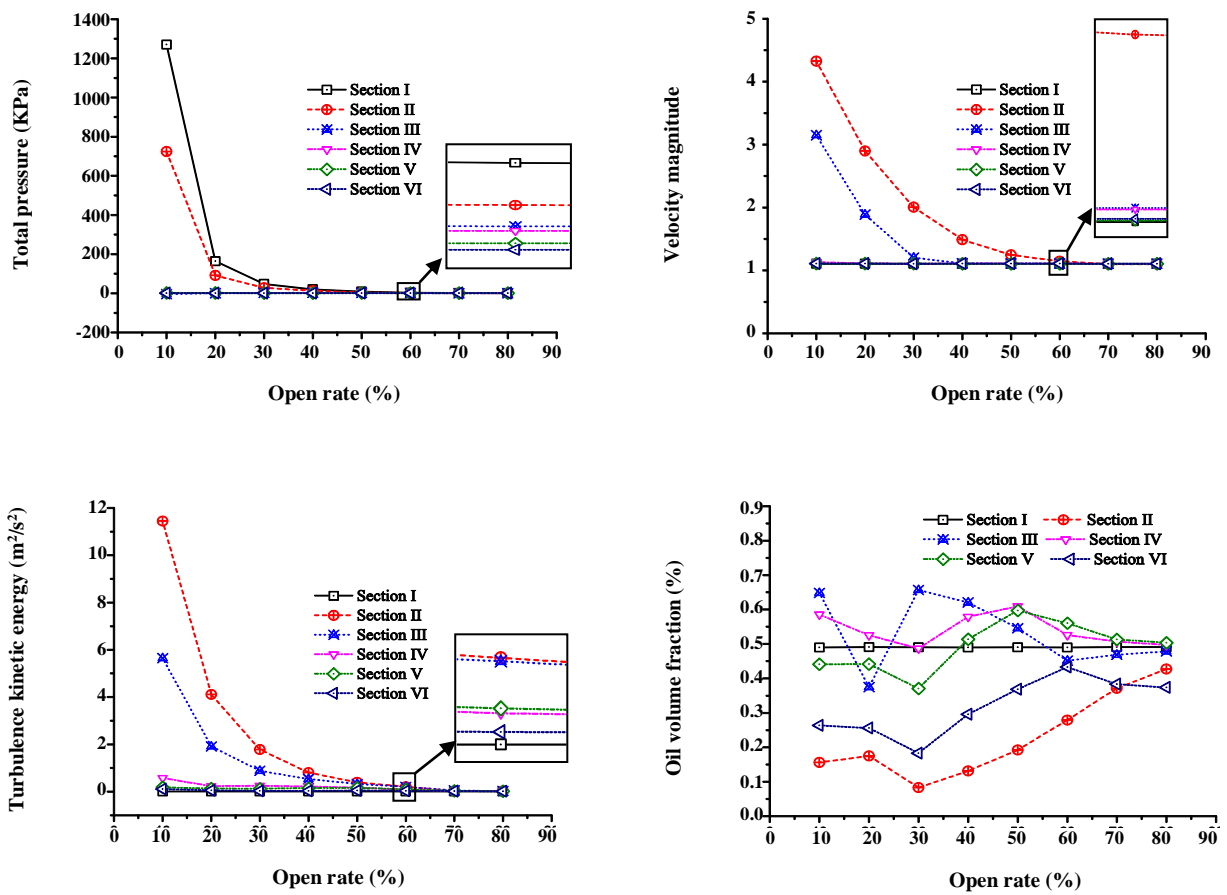 1400
1200
1000
800
600
400
200
0
-200
Total pressure (KPa)
Section I
Section II
Section III
Section IV
Section V
Section VI
0 10 20 30 40 50 60 70 80 90
Open rate (%)
5
4
3
2
1
0
Velocity magnitude
Section I
Section II
Section III
Section IV
Section V
Section VI
0 10 20 30 40 50 60 70 80 90
Open rate (%)
12
10
8
6
4
2
0
Turbulence kinetic energy (m²/s²)
Section I
Section II
Section III
Section IV
Section V
Section VI
0 10 20 30 40 50 60 70 80 90
Open rate (%)
0.9
0.8
0.7
0.6
0.5
0.4
0.3
0.2
0.1
0.0
Oil volume fraction (%)
Section I Section II
Section III Section IV
Section V Section VI
0 10 20 30 40 50 60 70 80 90
Open rate (%)